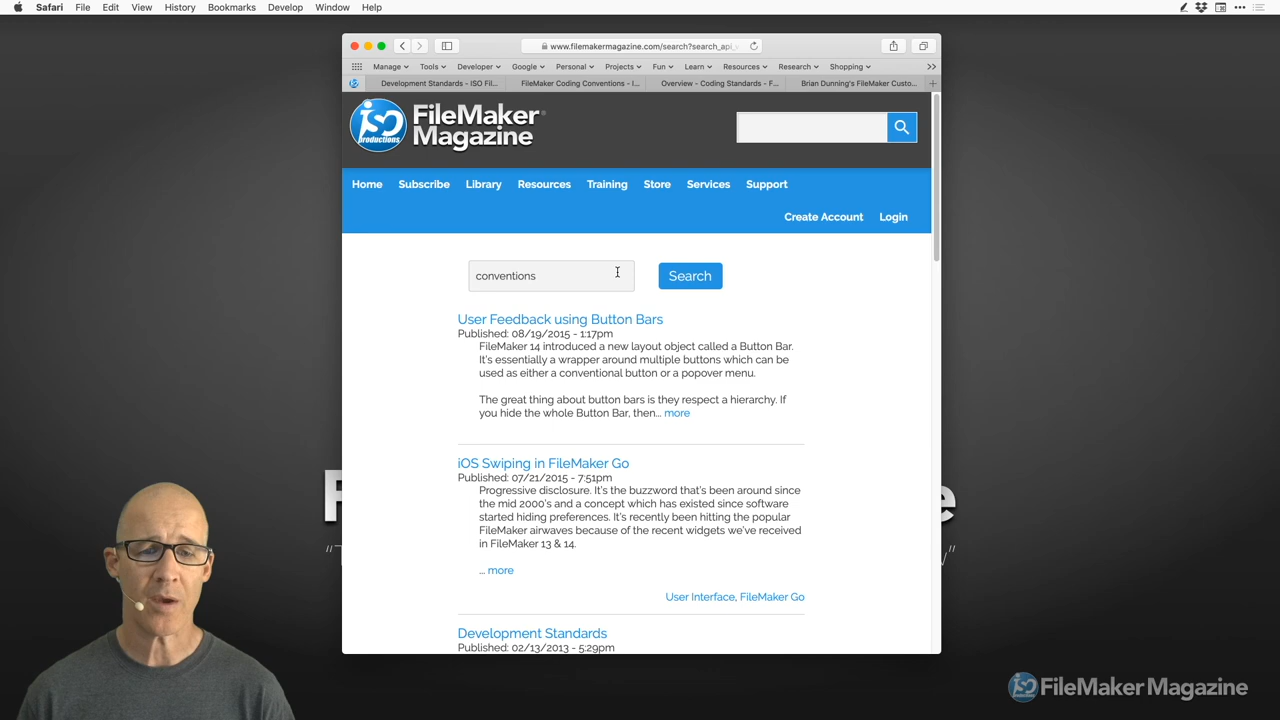 Safari File Edit View History Bookmarks Develop Window Help
www.filemakermagazine.com/search?search_api_
Manage Tools Developer Google Personal Projects Fun Learn Resources Research Shopping
Development Standards - ISO Fil... FileMaker Coding Conventions - I... Overview - Coding Standards - F... Brian Dunning's FileMaker Custo...
iso productions
FileMaker
Magazine
Home Subscribe Library Resources Training Store Services Support
Create Account Login
conventions Search
User Feedback using Button Bars
Published: 08/19/2015 - 1:17pm
FileMaker 14 introduced a new layout object called a Button Bar.
It's essentially a wrapper around multiple buttons which can be
used as either a conventional button or a popover menu.
The great thing about button bars is they respect a hierarchy. If
you hide the whole Button Bar, then... more
iOS Swiping in FileMaker Go
Published: 07/21/2015 - 7:51pm
Progressive disclosure. It's the buzzword that's been around since
the mid 2000's and a concept which has existed since software
started hiding preferences. It's recently been hitting the popular
FileMaker airwaves because of the recent widgets we've received
in FileMaker 13 & 14.
... more
User Interface, FileMaker Go
Development Standards
Published: 02/13/2013 - 5:29pm
FileMaker Magazine